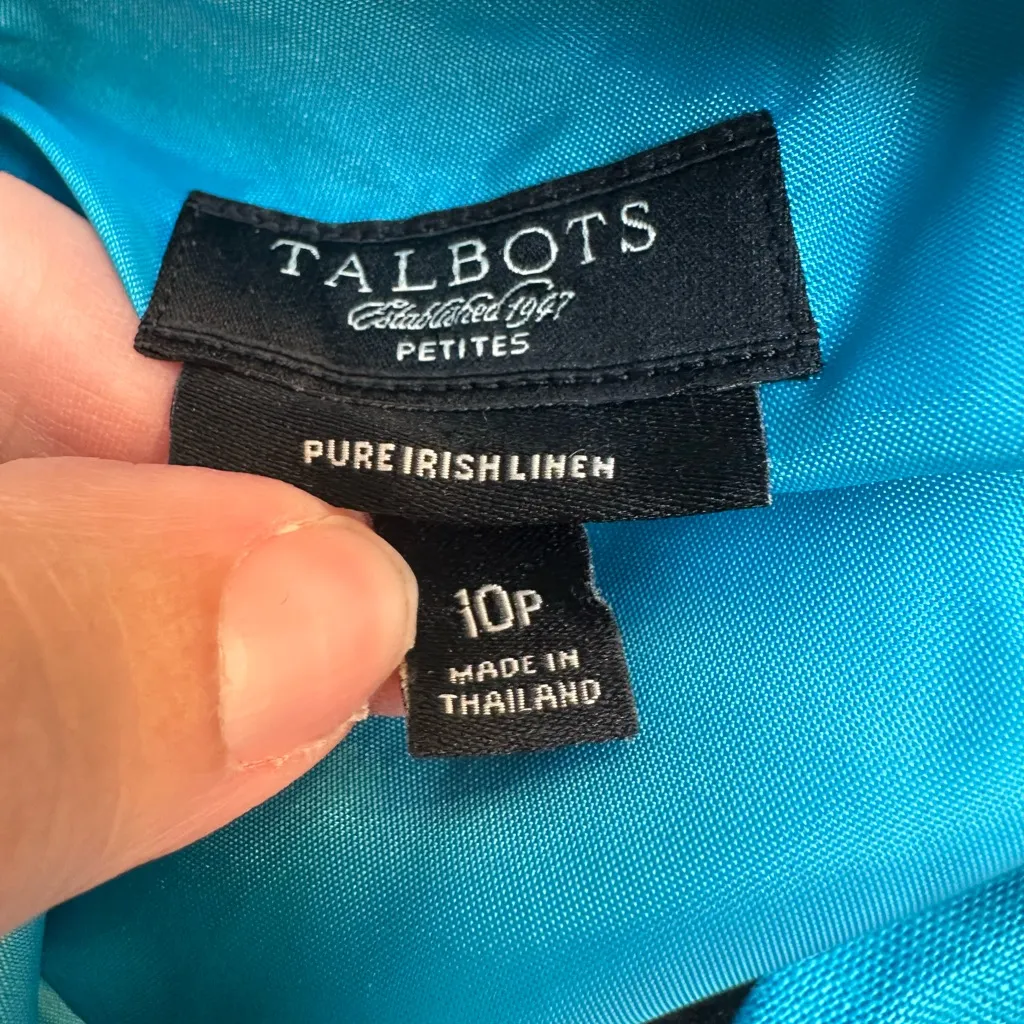 TALBOTS
Established 1947
PETITES
PURE IRISH LINEN
10P
MADE IN
THAILAND